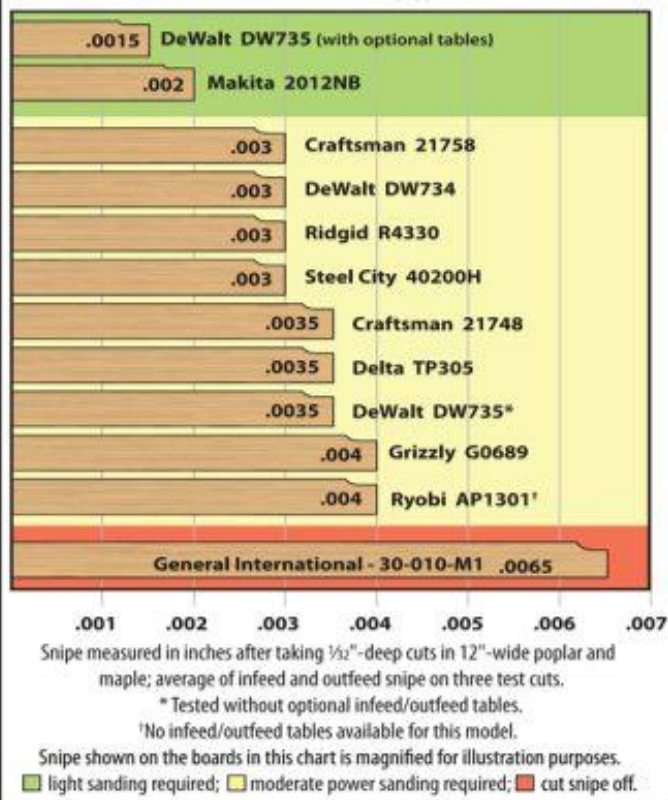 .0015 DeWalt DW735 (with optional tables)
.002 Makita 2012NB
.003 Craftsman 21758
.003 DeWalt DW734
.003 Ridgid R4330
.003 Steel City 40200H
.0035 Craftsman 21748
.0035 Delta TP305
.0035 DeWalt DW735*
.004 Grizzly G0689
.004 Ryobi AP1301†
General International - 30-010-M1 .0065
.001 .002 .003 .004 .005 .006 .007
Snipe measured in inches after taking 1⁄32"-deep cuts in 12"-wide poplar and
maple; average of infeed and outfeed snipe on three test cuts.
* Tested without optional infeed/outfeed tables.
†No infeed/outfeed tables available for this model.
Snipe shown on the boards in this chart is magnified for illustration purposes.
light sanding required; moderate power sanding required; cut snipe off.